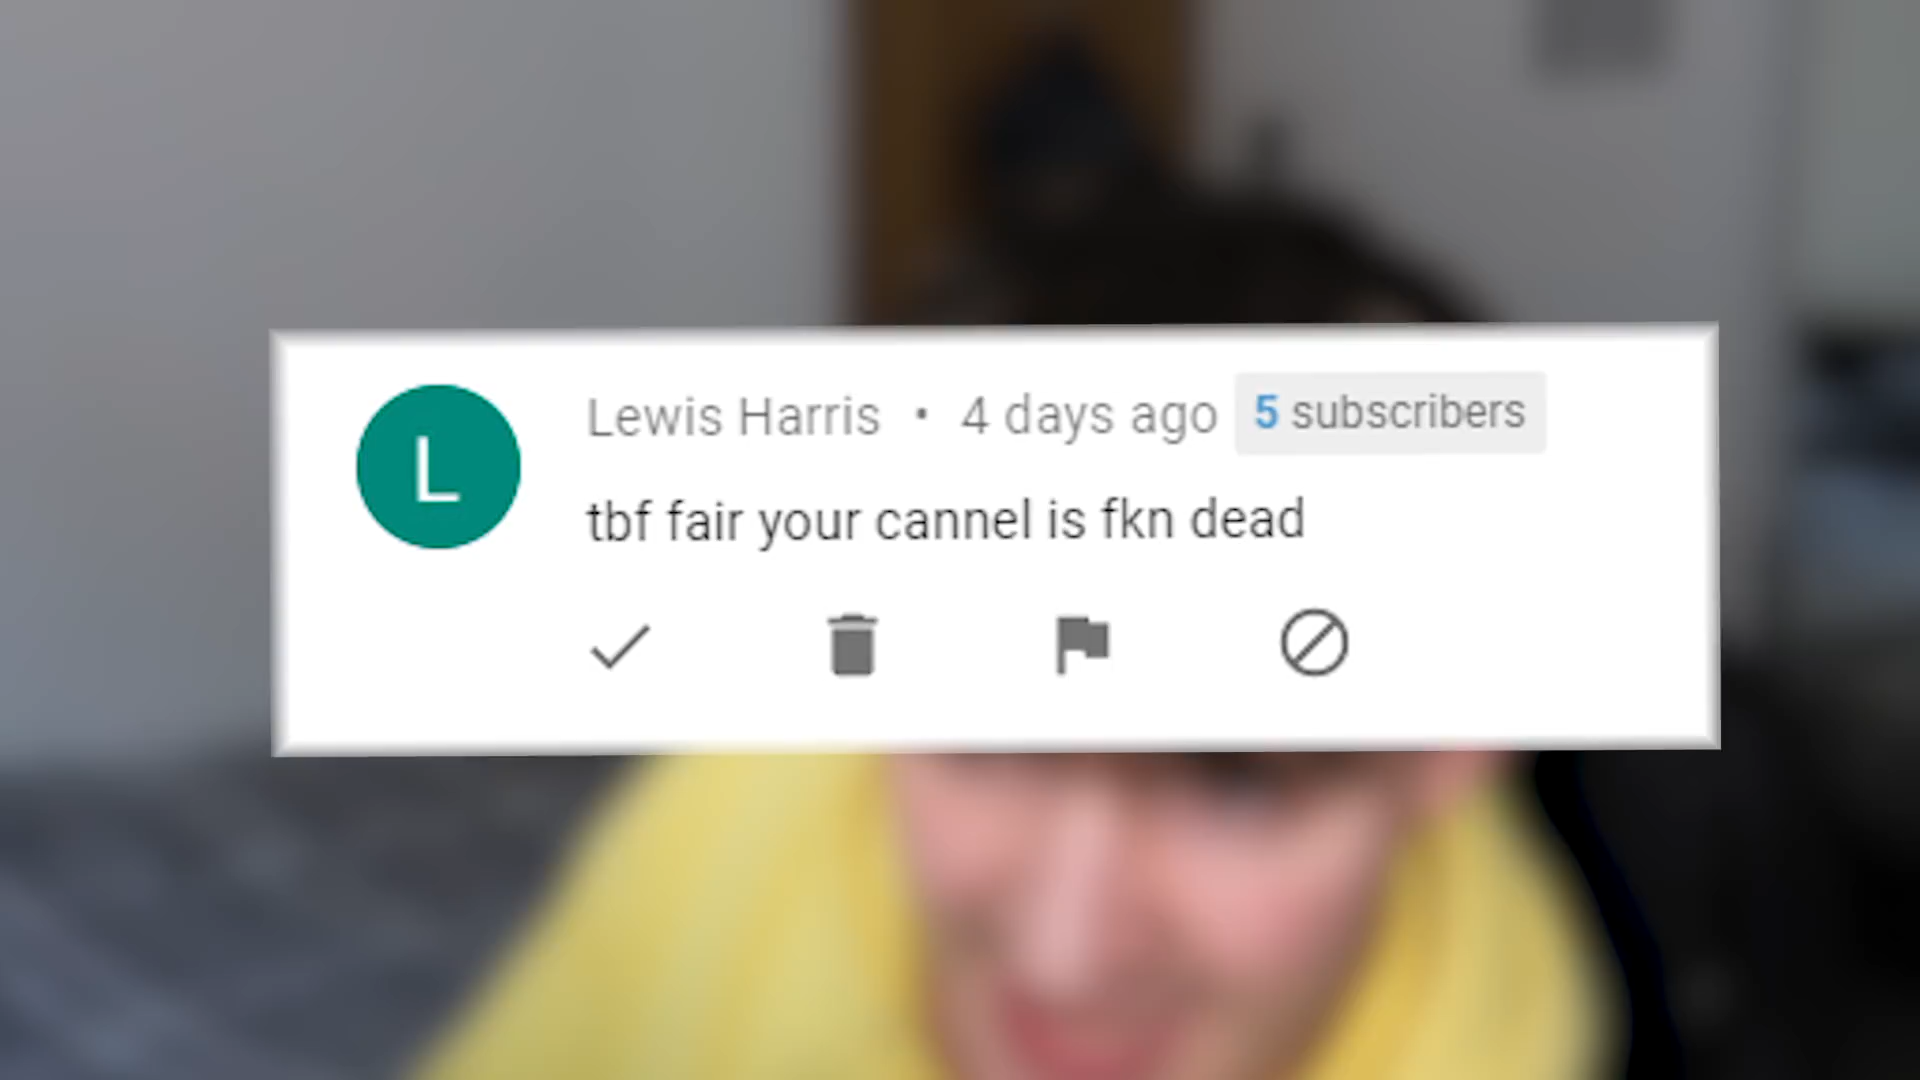 L
Lewis Harris • 4 days ago 5 subscribers
tbf fair your cannel is fkn dead